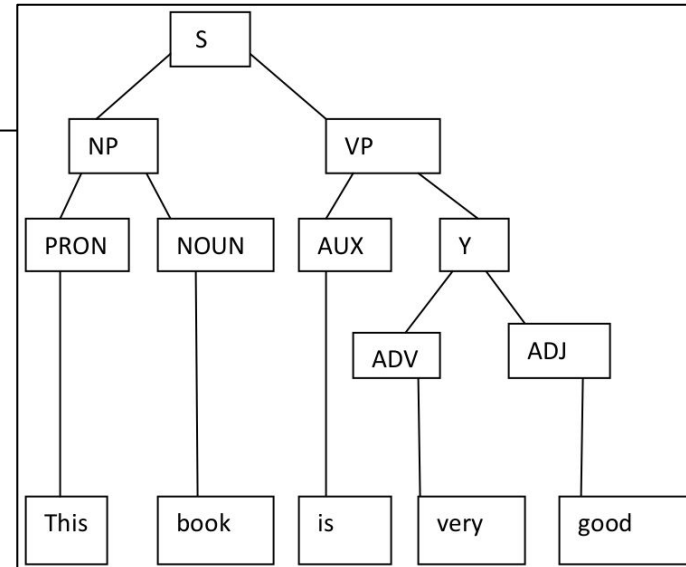 S
NP VP
PRON NOUN AUX Y
ADV ADJ
This book is very good